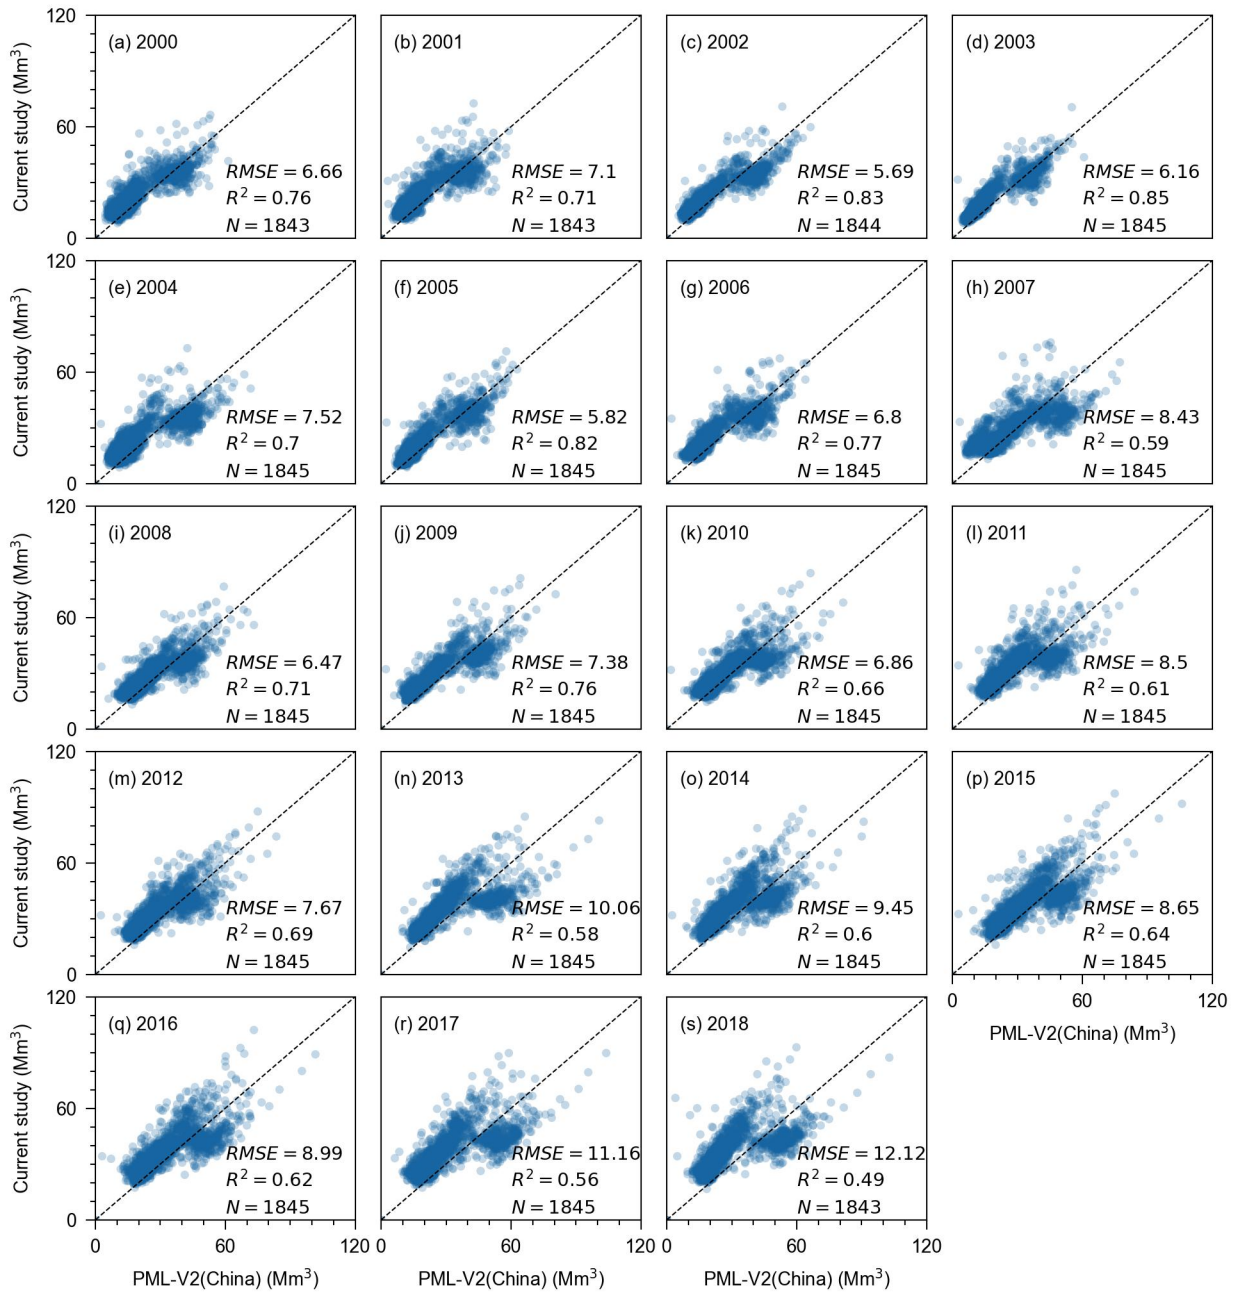 120
60
0
Current study (Mm³)
(a) 2000
RMSE = 6.66
R² = 0.76
N = 1843
(b) 2001
RMSE = 7.1
R² = 0.71
N = 1843
(c) 2002
RMSE = 5.69
R² = 0.83
N = 1844
(d) 2003
RMSE = 6.16
R² = 0.85
N = 1845
120
60
0
Current study (Mm³)
(e) 2004
RMSE = 7.52
R² = 0.7
N = 1845
(f) 2005
RMSE = 5.82
R² = 0.82
N = 1845
(g) 2006
RMSE = 6.8
R² = 0.77
N = 1845
(h) 2007
RMSE = 8.43
R² = 0.59
N = 1845
120
60
0
Current study (Mm³)
(i) 2008
RMSE = 6.47
R² = 0.71
N = 1845
(j) 2009
RMSE = 7.38
R² = 0.76
N = 1845
(k) 2010
RMSE = 6.86
R² = 0.66
N = 1845
(l) 2011
RMSE = 8.5
R² = 0.61
N = 1845
120
60
0
Current study (Mm³)
(m) 2012
RMSE = 7.67
R² = 0.69
N = 1845
(n) 2013
RMSE = 10.06
R² = 0.58
N = 1845
(o) 2014
RMSE = 9.45
R² = 0.6
N = 1845
(p) 2015
RMSE = 8.65
R² = 0.64
N = 1845
0 60 120
PML-V2(China) (Mm³)
120
60
0
Current study (Mm³)
(q) 2016
RMSE = 8.99
R² = 0.62
N = 1845
0 60 120
PML-V2(China) (Mm³)
(r) 2017
RMSE = 11.16
R² = 0.56
N = 1845
0 60 120
PML-V2(China) (Mm³)
(s) 2018
RMSE = 12.12
R² = 0.49
N = 1843
0 60 120
PML-V2(China) (Mm³)